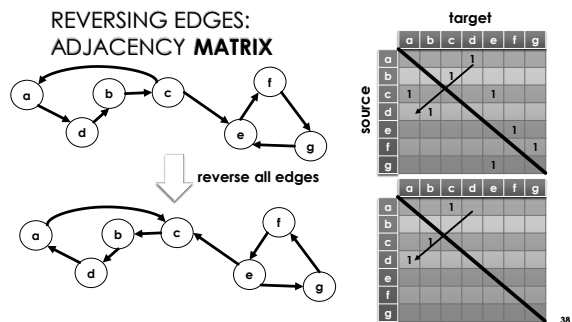 REVERSING EDGES:
ADJACENCY MATRIX
target
a b c d e f g
source
a 1
b 1
c 1 1
d 1
e 1
f 1
g 1
a
b
c
d
e
f
g
reverse all edges
a b c d e f g
a 1
b
c 1
d 1
e
f
g
a
b
c
d
e
f
g
38